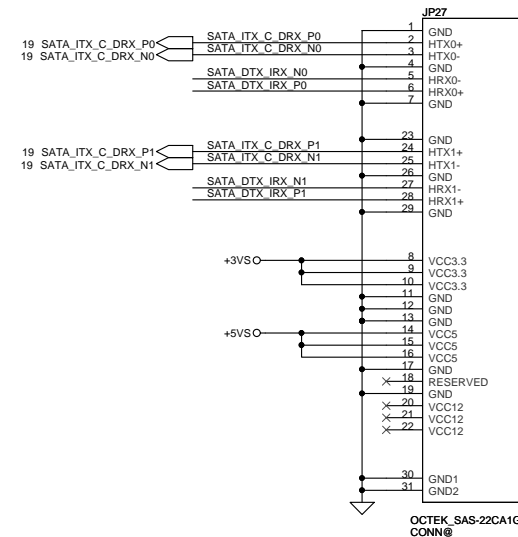 JP27
1 GND
19 SATA_ITX_C_DRX_P0 SATA_ITX_C_DRX_P0 2 HTX0+
19 SATA_ITX_C_DRX_N0 SATA_ITX_C_DRX_N0 3 HTX0-
4 GND
SATA_DTX_IRX_N0 5 HRX0-
SATA_DTX_IRX_P0 6 HRX0+
7 GND
23 GND
19 SATA_ITX_C_DRX_P1 SATA_ITX_C_DRX_P1 24 HTX1+
19 SATA_ITX_C_DRX_N1 SATA_ITX_C_DRX_N1 25 HTX1-
26 GND
SATA_DTX_IRX_N1 27 HRX1-
SATA_DTX_IRX_P1 28 HRX1+
29 GND
+3VS 8 VCC3.3
9 VCC3.3
10 VCC3.3
11 GND
12 GND
13 GND
+5VS 14 VCC5
15 VCC5
16 VCC5
17 GND
18 RESERVED
19 GND
20 VCC12
21 VCC12
22 VCC12
30 GND1
31 GND2
OCTEK_SAS-22CA1G
CONN@